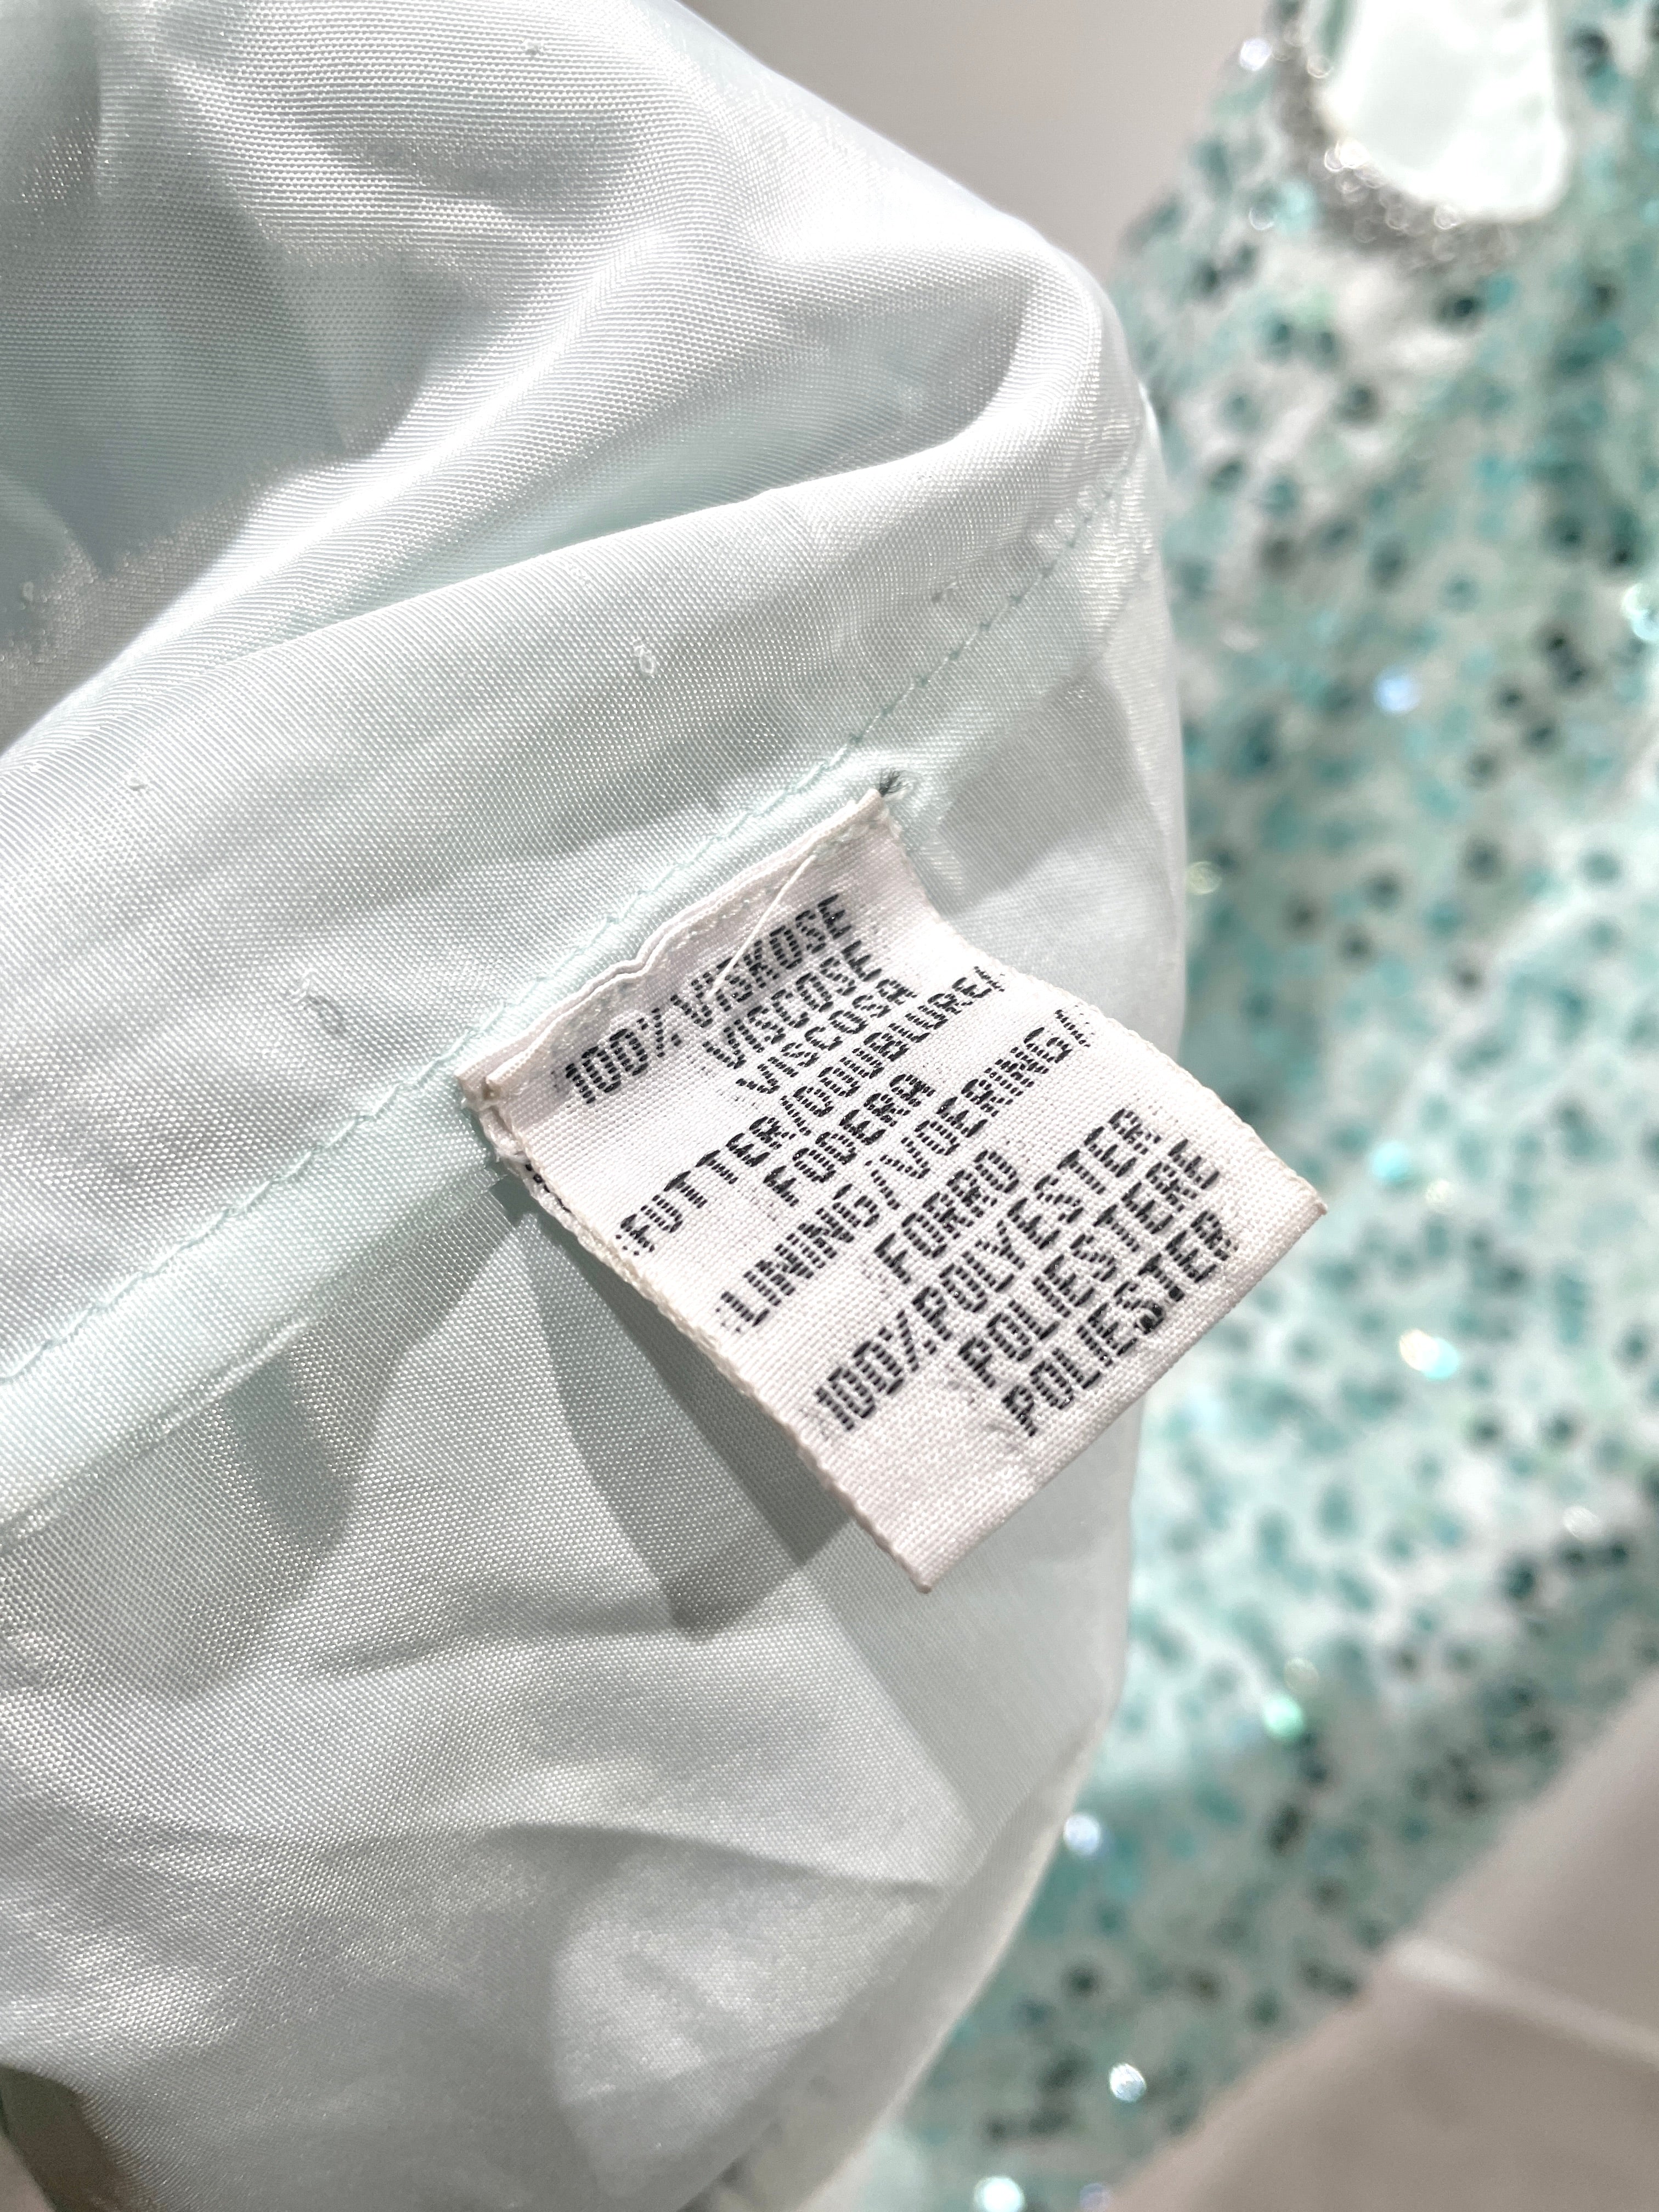 100% VISKOSE
VISCOSE
VISCOSA
FUTTER/DOUBLURE/
FODERA
LINING/VOERING/
FORRO
100%POLYESTER
POLIESTERE
POLIESTER